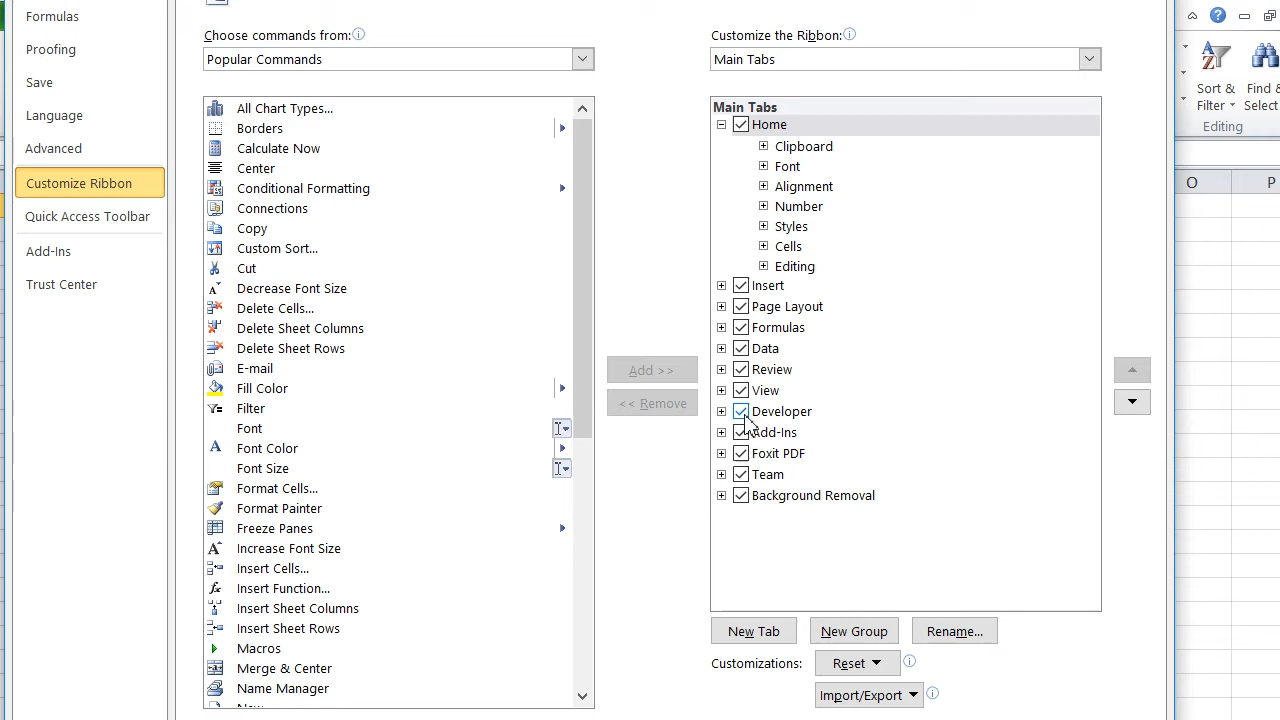 Formulas
Proofing
Save
Language
Advanced
Customize Ribbon
Quick Access Toolbar
Add-Ins
Trust Center
Choose commands from:
Popular Commands
All Chart Types...
Borders
Calculate Now
Center
Conditional Formatting
Connections
Copy
Custom Sort...
Cut
Decrease Font Size
Delete Cells...
Delete Sheet Columns
Delete Sheet Rows
E-mail
Fill Color
Filter
Font
Font Color
Font Size
Format Cells...
Format Painter
Freeze Panes
Increase Font Size
Insert Cells...
Insert Function...
Insert Sheet Columns
Insert Sheet Rows
Macros
Merge & Center
Name Manager
Add >>
<< Remove
Customize the Ribbon:
Main Tabs
Main Tabs
Home
Clipboard
Font
Alignment
Number
Styles
Cells
Editing
Insert
Page Layout
Formulas
Data
Review
View
Developer
Add-Ins
Foxit PDF
Team
Background Removal
New Tab
New Group
Rename...
Customizations:
Reset
Import/Export
Sort &
Filter
Find &
Select
Editing
O
P